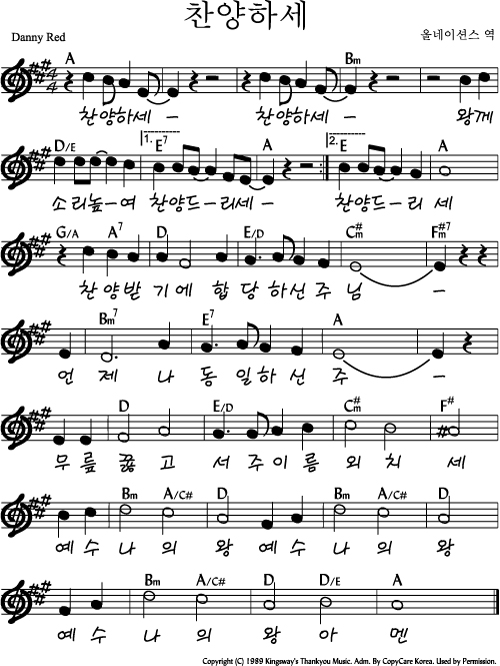 찬양하세
Danny Red 올네이션스 역
A Bm
찬양하세 - 찬양하세 - 왕께
D/E 1. E7 A 2. E A
소리높-여 찬양드-리세- 찬양드-리 세
G/A A7 D E/D C#m F#m7
찬 양받 기에 합 당 하신주 님 -
Bm7 E7 A
언 제 나 동 일하 신 주 -
D E/D C#m F#
무 릎 꿇 고 서 주이 름 외 치 세
Bm A/C# D Bm A/C# D
예 수 나 의 왕 예 수 나 의 왕
Bm A/C# D D/E A
예 수 나 의 왕 아 멘
Copyright (C) 1989 Kingsway's Thankyou Music. Adm. By CopyCare Korea. Used by Permission.